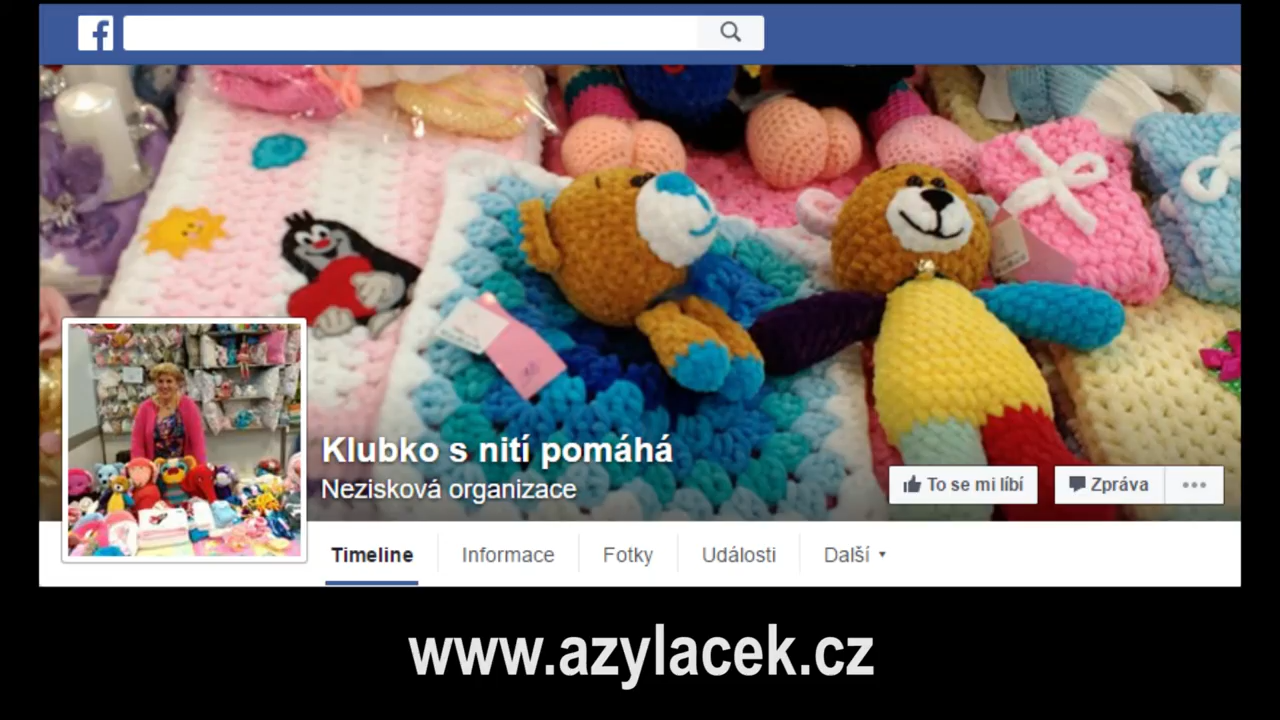 f
Klubko s nití pomáhá
Nezisková organizace
To se mi líbí
Zpráva
Timeline
Informace
Fotky
Události
Další
www.azylacek.cz